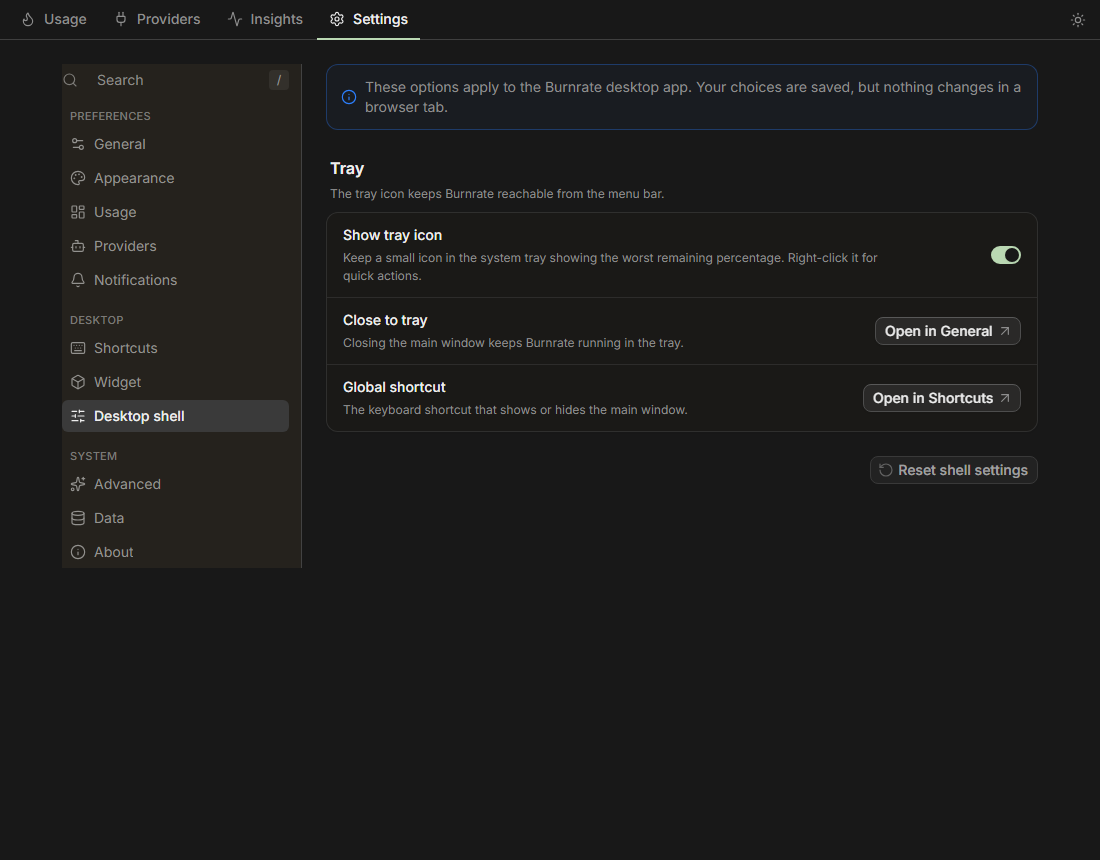 Usage
Providers
Insights
Settings
Search
/
PREFERENCES
General
Appearance
Usage
Providers
Notifications
DESKTOP
Shortcuts
Widget
Desktop shell
SYSTEM
Advanced
Data
About
These options apply to the Burnrate desktop app. Your choices are saved, but nothing changes in a
browser tab.
Tray
The tray icon keeps Burnrate reachable from the menu bar.
Show tray icon
Keep a small icon in the system tray showing the worst remaining percentage. Right-click it for
quick actions.
Close to tray
Closing the main window keeps Burnrate running in the tray.
Open in General
Global shortcut
The keyboard shortcut that shows or hides the main window.
Open in Shortcuts
Reset shell settings